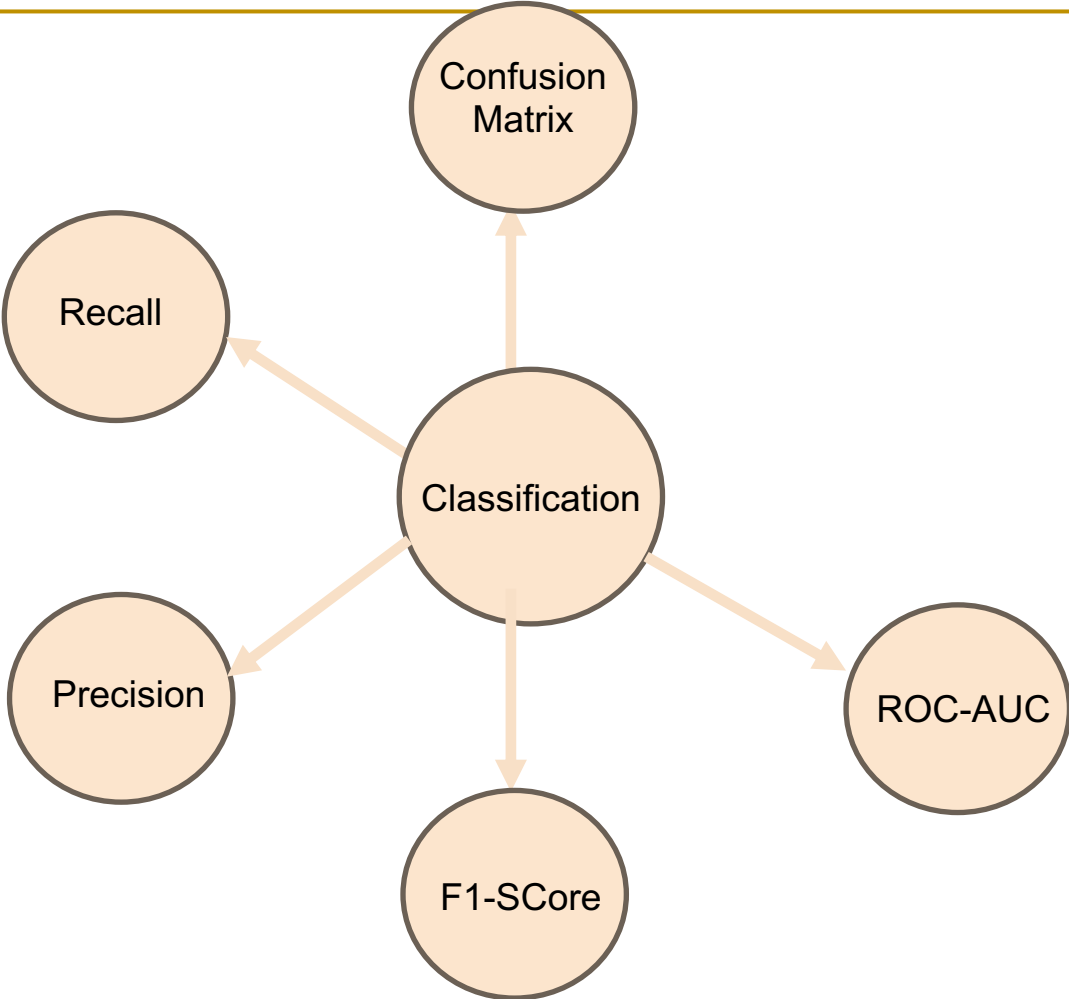 Confusion
Matrix
Recall
Classification
Precision
ROC-AUC
F1-SCore